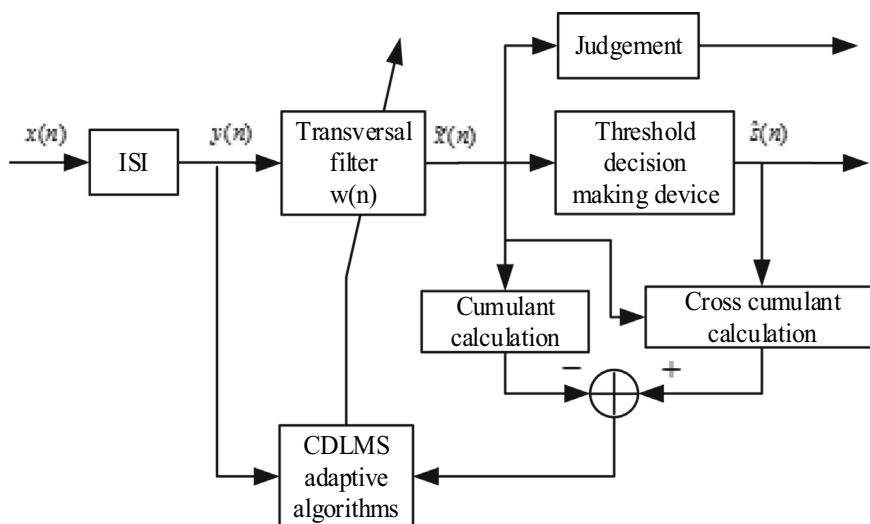 Judgement
x(n)
ISI
y(n)
Transversal
filter
w(n)
x̃(n)
Threshold
decision
making device
ŝ(n)
Cumulant
calculation
Cross cumulant
calculation
−
+
CDLMS
adaptive
algorithms